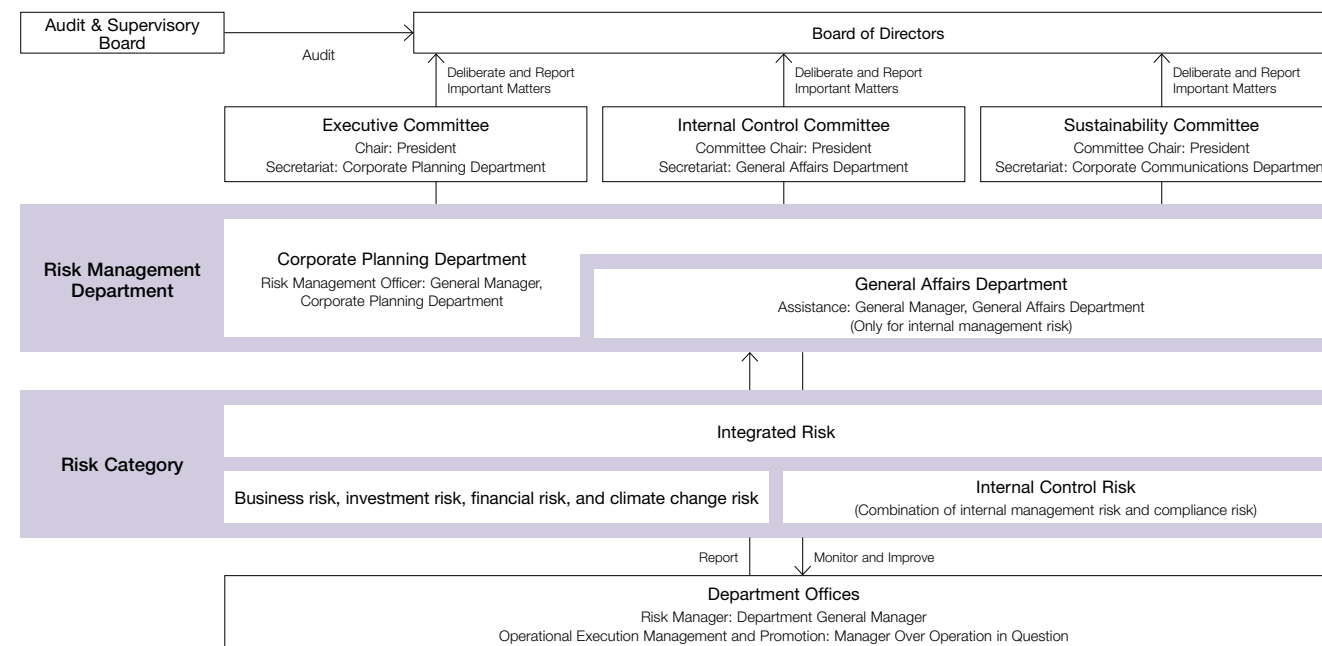 Audit & Supervisory
Board
Audit
Board of Directors
Deliberate and Report
Important Matters
Deliberate and Report
Important Matters
Deliberate and Report
Important Matters
Executive Committee
Chair: President
Secretariat: Corporate Planning Department
Internal Control Committee
Committee Chair: President
Secretariat: General Affairs Department
Sustainability Committee
Committee Chair: President
Secretariat: Corporate Communications Departmen
Risk Management
Department
Corporate Planning Department
Risk Management Officer: General Manager,
Corporate Planning Department
General Affairs Department
Assistance: General Manager, General Affairs Department
(Only for internal management risk)
Risk Category
Integrated Risk
Business risk, investment risk, financial risk, and climate change risk
Internal Control Risk
(Combination of internal management risk and compliance risk)
Report
Monitor and Improve
Department Offices
Risk Manager: Department General Manager
Operational Execution Management and Promotion: Manager Over Operation in Question